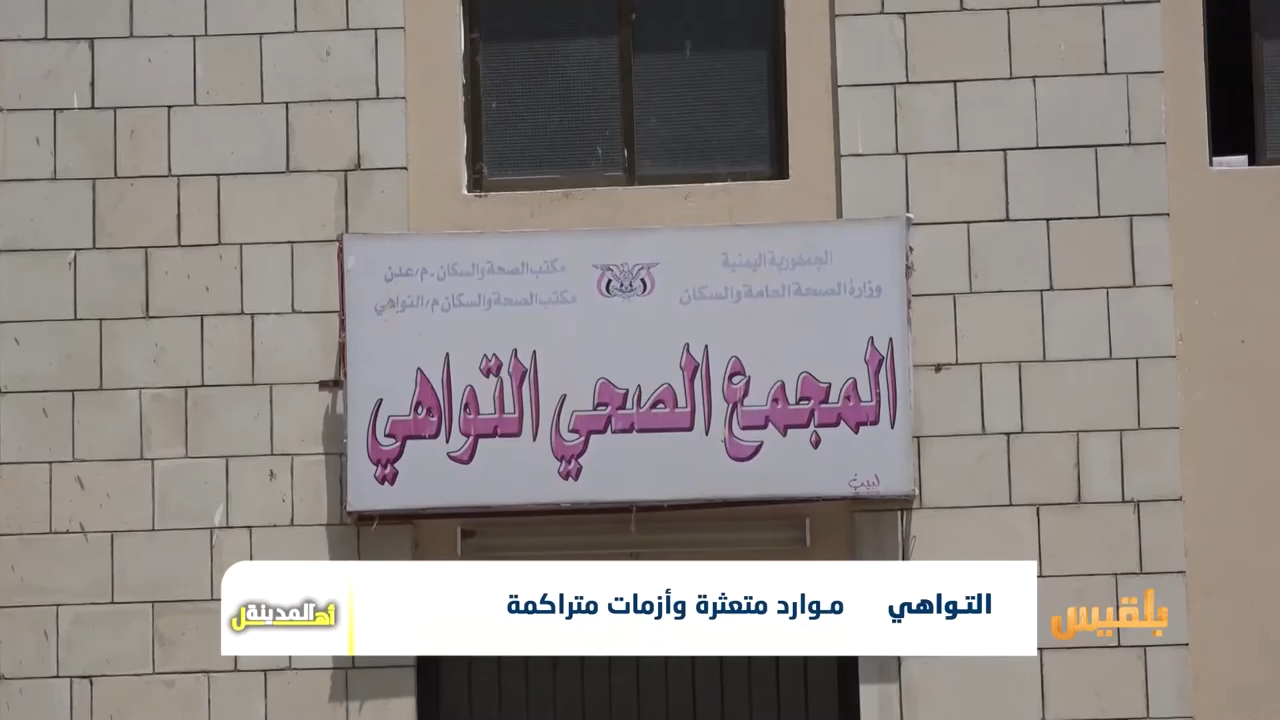 الجمهورية اليمنية
وزارة الصحة العامة والسكان
مكتب الصحة والسكان - م/عدن
مكتب الصحة والسكان م/التواهي
المجمع الصحي التواهي
لبيب
التواهي موارد متعثرة وأزمات متراكمة
أهل المدينة
بلقيس